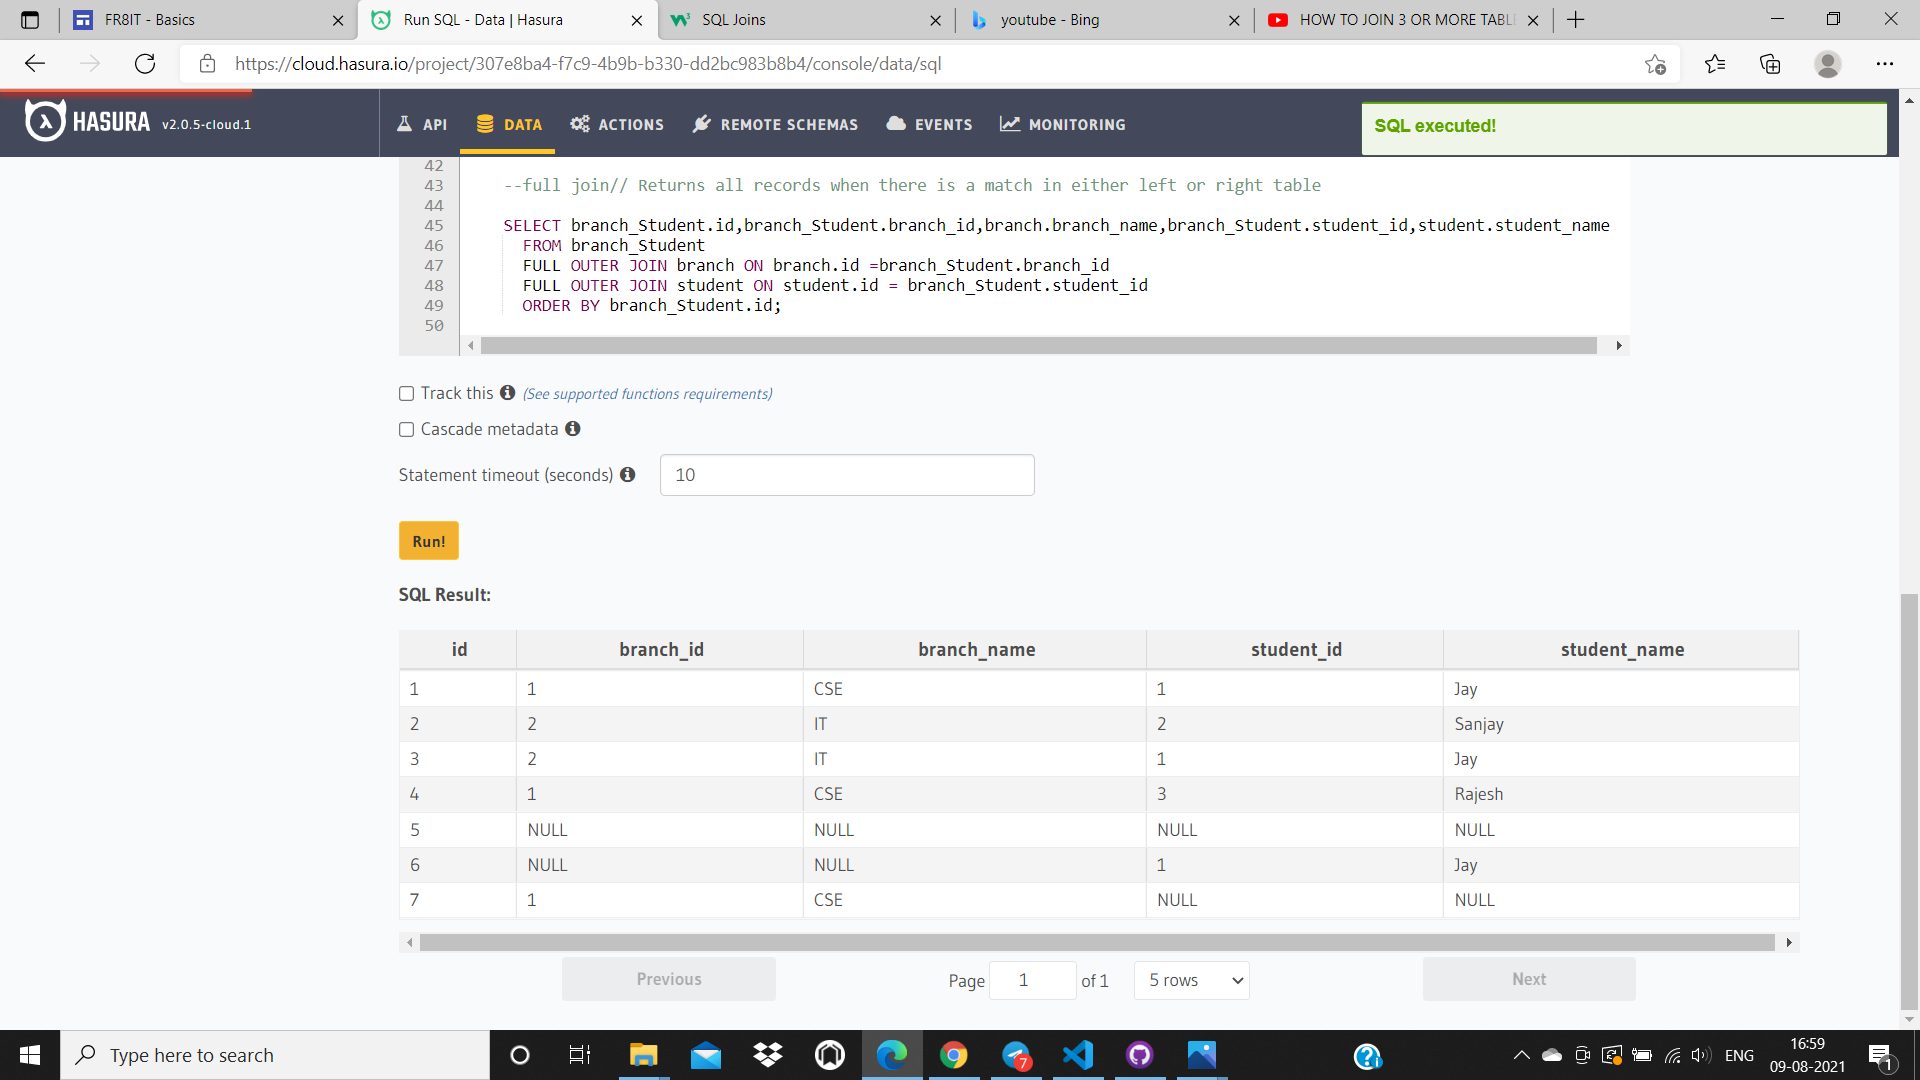 FR8IT - Basics
Run SQL - Data | Hasura
SQL Joins
youtube - Bing
HOW TO JOIN 3 OR MORE TABL
https://cloud.hasura.io/project/307e8ba4-f7c9-4b9b-b330-dd2bc983b8b4/console/data/sql
HASURA v2.0.5-cloud.1
API
DATA
ACTIONS
REMOTE SCHEMAS
EVENTS
MONITORING
SQL executed!
42
43 --full join// Returns all records when there is a match in either left or right table
44
45 SELECT branch_Student.id,branch_Student.branch_id,branch.branch_name,branch_Student.student_id,student.student_name
46 FROM branch_Student
47 FULL OUTER JOIN branch ON branch.id =branch_Student.branch_id
48 FULL OUTER JOIN student ON student.id = branch_Student.student_id
49 ORDER BY branch_Student.id;
50
Track this (See supported functions requirements)
Cascade metadata
Statement timeout (seconds) 10
Run!
SQL Result:
id branch_id branch_name student_id student_name
1 1 CSE 1 Jay
2 2 IT 2 Sanjay
3 2 IT 1 Jay
4 1 CSE 3 Rajesh
5 NULL NULL NULL NULL
6 NULL NULL 1 Jay
7 1 CSE NULL NULL
Previous Page 1 of 1 5 rows Next
Type here to search
7
ENG
16:59
09-08-2021
1